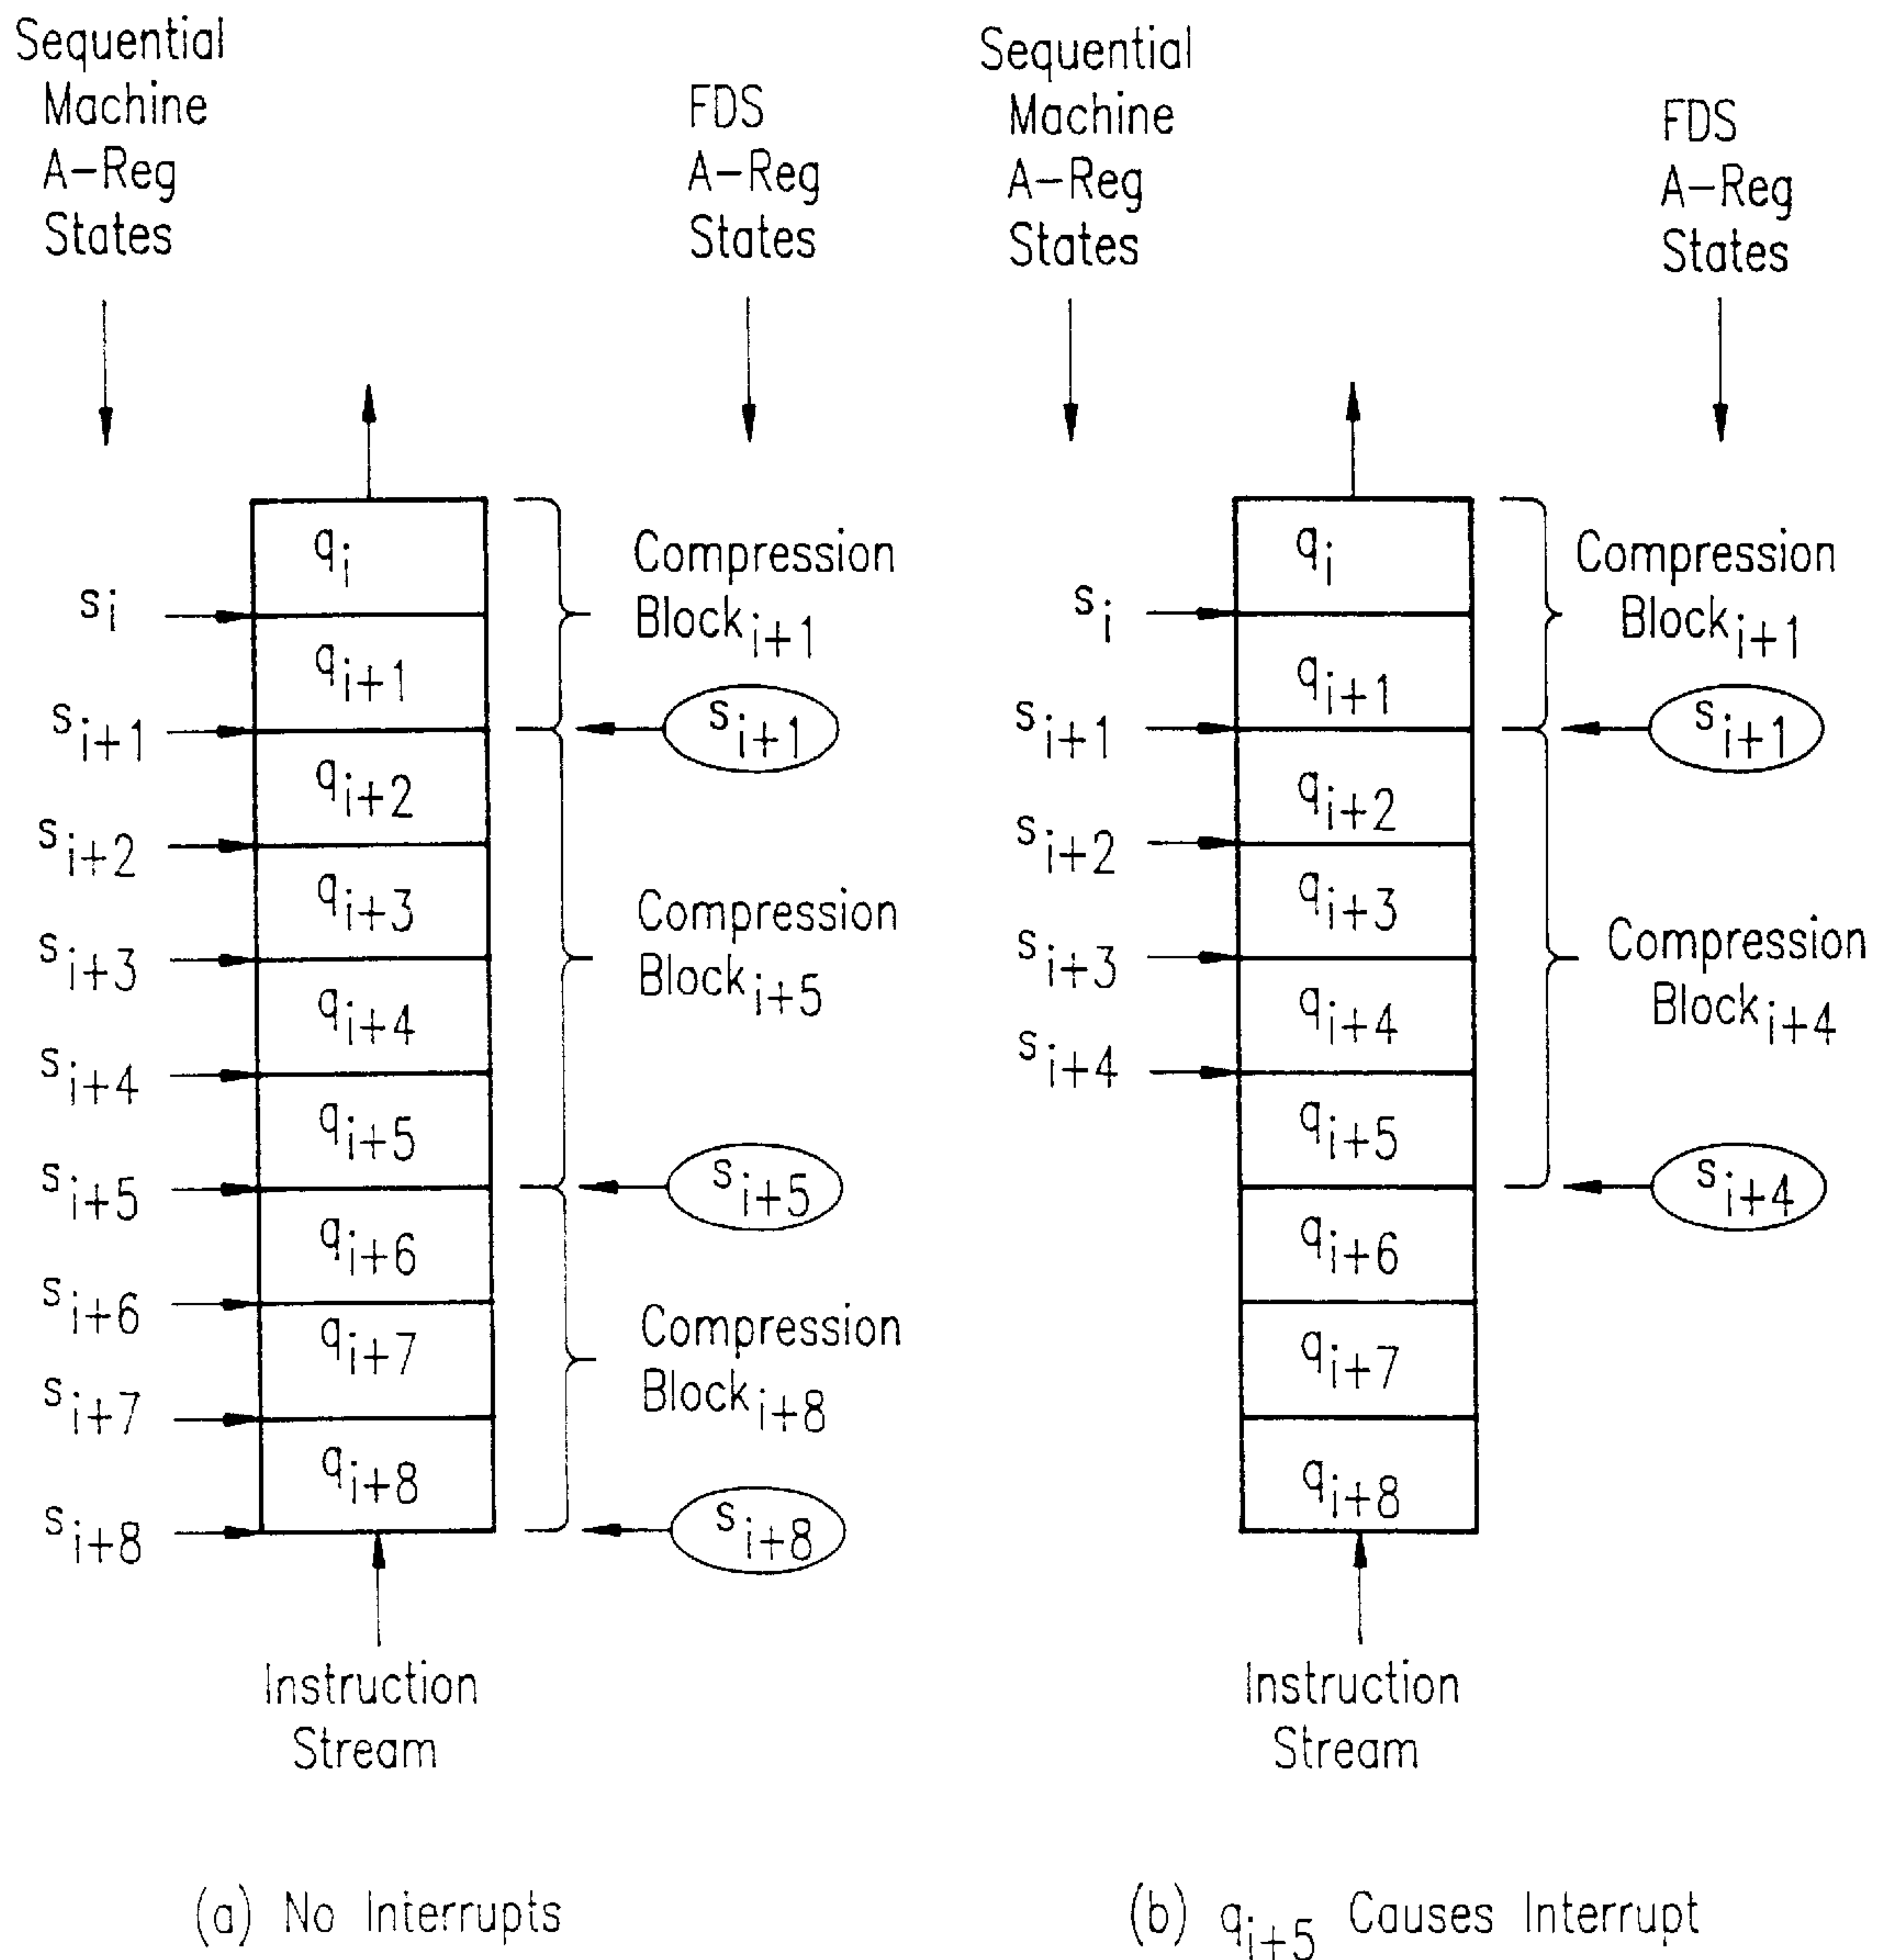 Sequential
Machine
A-Reg
States
FDS
A-Reg
States
q_i
q_{i+1}
q_{i+2}
q_{i+3}
q_{i+4}
q_{i+5}
q_{i+6}
q_{i+7}
q_{i+8}
s_i
s_{i+1}
s_{i+2}
s_{i+3}
s_{i+4}
s_{i+5}
s_{i+6}
s_{i+7}
s_{i+8}
Compression
Block_{i+1}
s_{i+1}
Compression
Block_{i+5}
s_{i+5}
Compression
Block_{i+8}
s_{i+8}
Instruction
Stream
(a) No Interrupts
Sequential
Machine
A-Reg
States
FDS
A-Reg
States
q_i
q_{i+1}
q_{i+2}
q_{i+3}
q_{i+4}
q_{i+5}
q_{i+6}
q_{i+7}
q_{i+8}
s_i
s_{i+1}
s_{i+2}
s_{i+3}
s_{i+4}
Compression
Block_{i+1}
s_{i+1}
Compression
Block_{i+4}
s_{i+4}
Instruction
Stream
(b) q_{i+5} Causes Interrupt